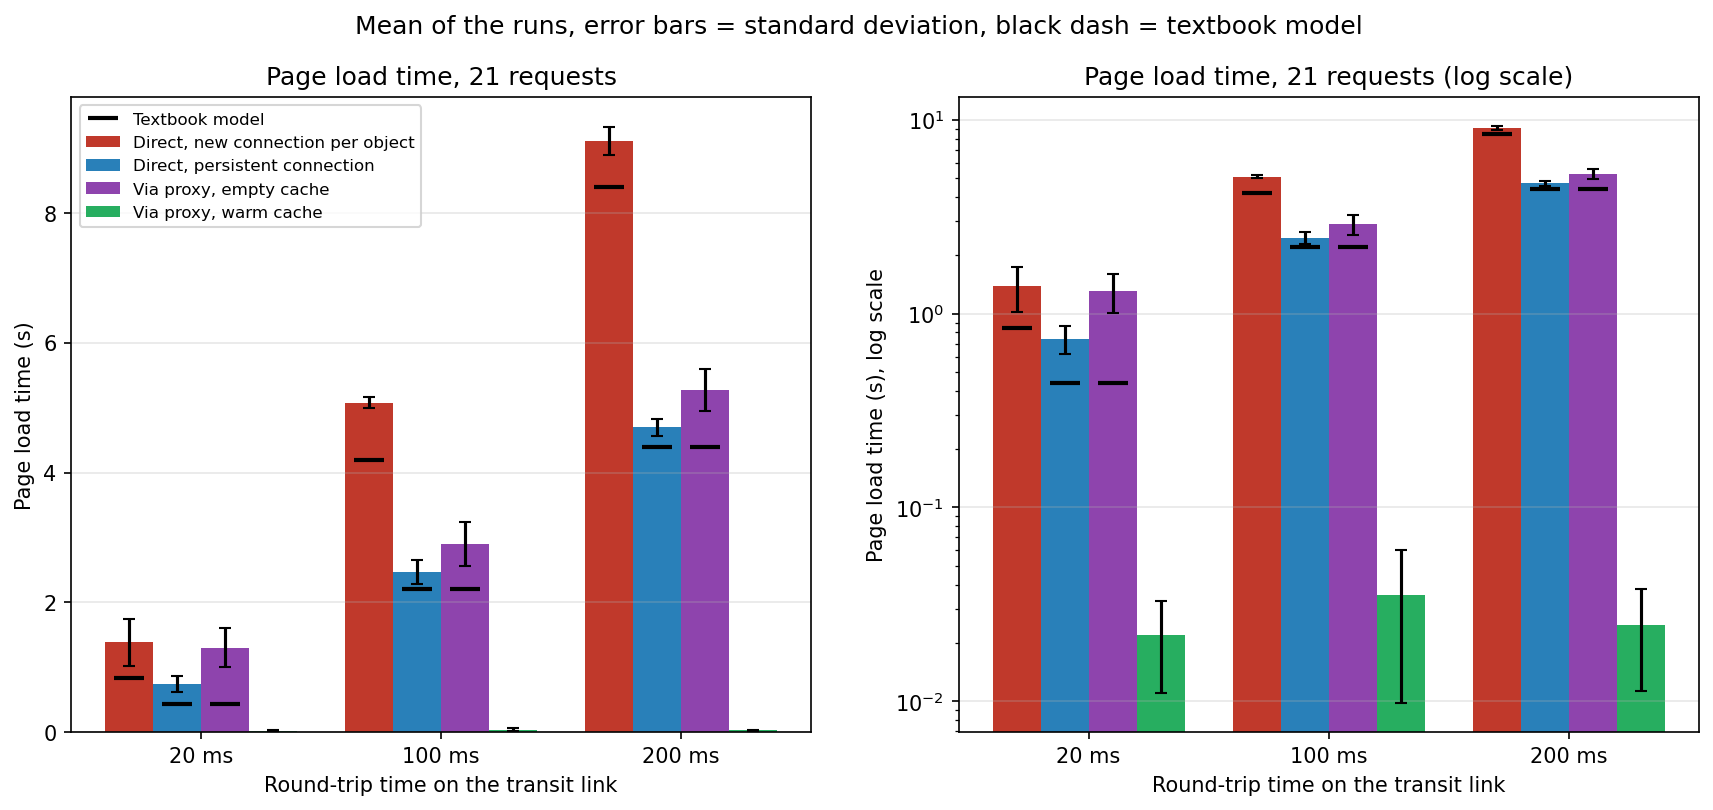 Mean of the runs, error bars = standard deviation, black dash = textbook model
Page load time, 21 requests
Textbook model
Direct, new connection per object
Direct, persistent connection
Via proxy, empty cache
Via proxy, warm cache
Page load time (s)
8
6
4
2
0
20 ms
100 ms
200 ms
Round-trip time on the transit link
Page load time, 21 requests (log scale)
Page load time (s), log scale
10¹
10⁰
10⁻¹
10⁻²
20 ms
100 ms
200 ms
Round-trip time on the transit link